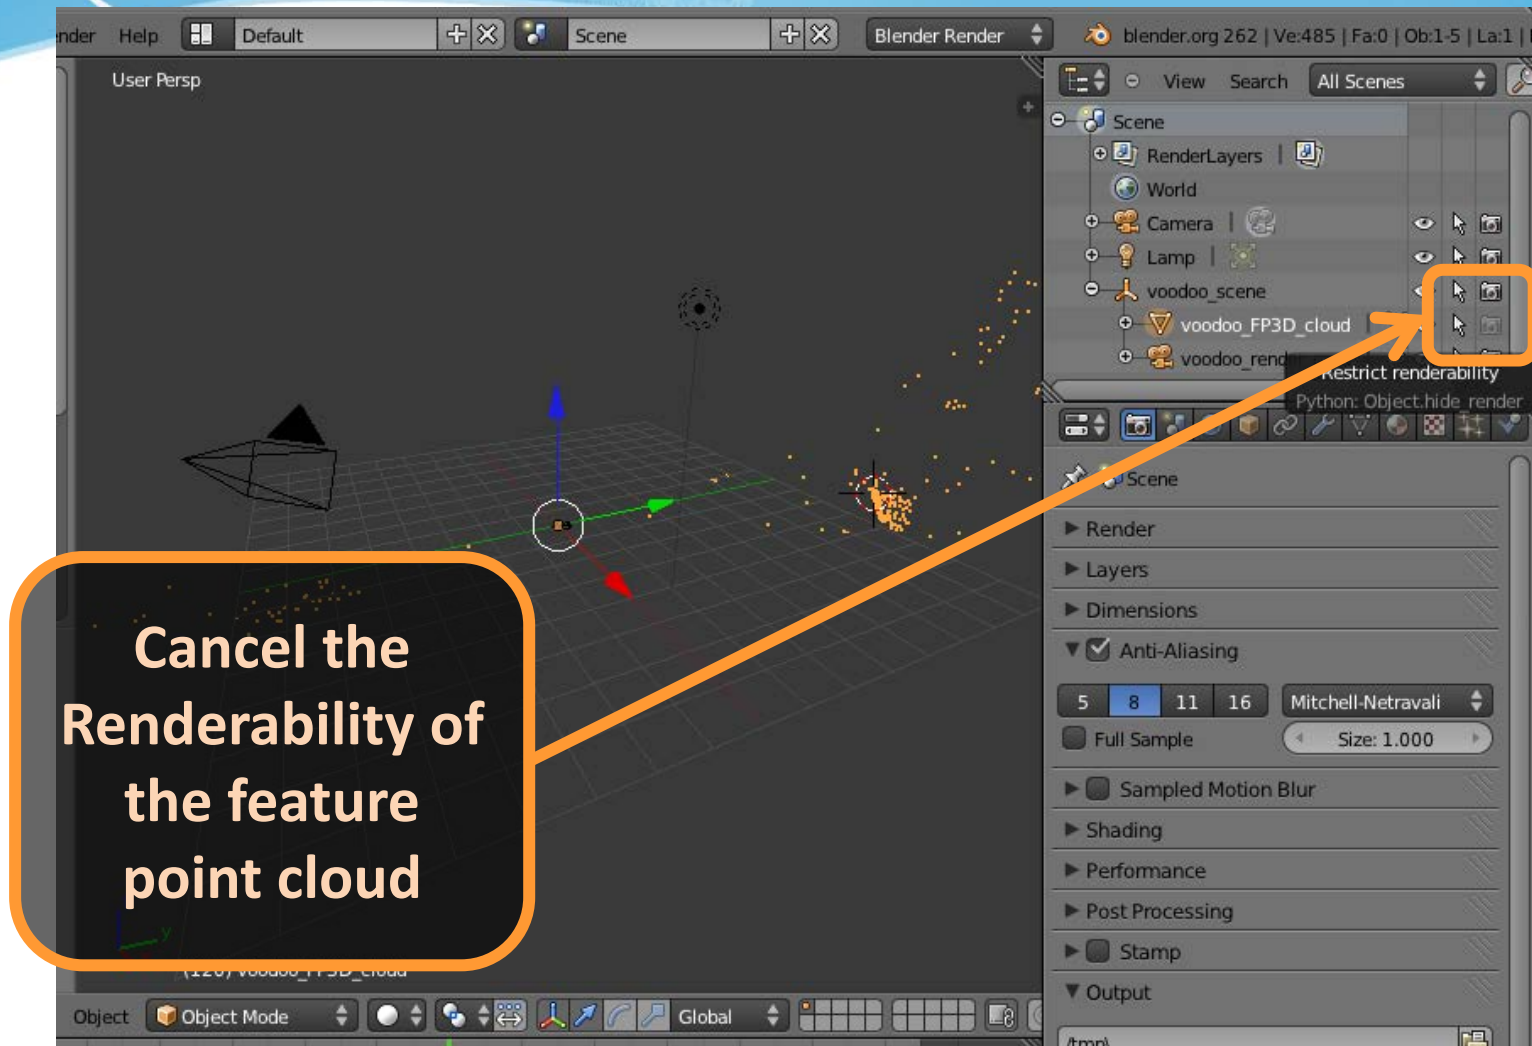 Help
Default
Scene
Blender Render
blender.org 262 | Ve:485 | Fa:0 | Ob:1-5 | La:1 |
User Persp
View Search All Scenes
Scene
RenderLayers |
World
Camera |
Lamp |
voodoo_scene
voodoo_FP3D_cloud
Restrict renderability
Python: Object.hide_render
Scene
Render
Layers
Dimensions
Anti-Aliasing
5 8 11 16 Mitchell-Netravali
Full Sample Size: 1.000
Sampled Motion Blur
Shading
Performance
Post Processing
Stamp
Output
Cancel the
Renderability of
the feature
point cloud
y
Object Object Mode Global